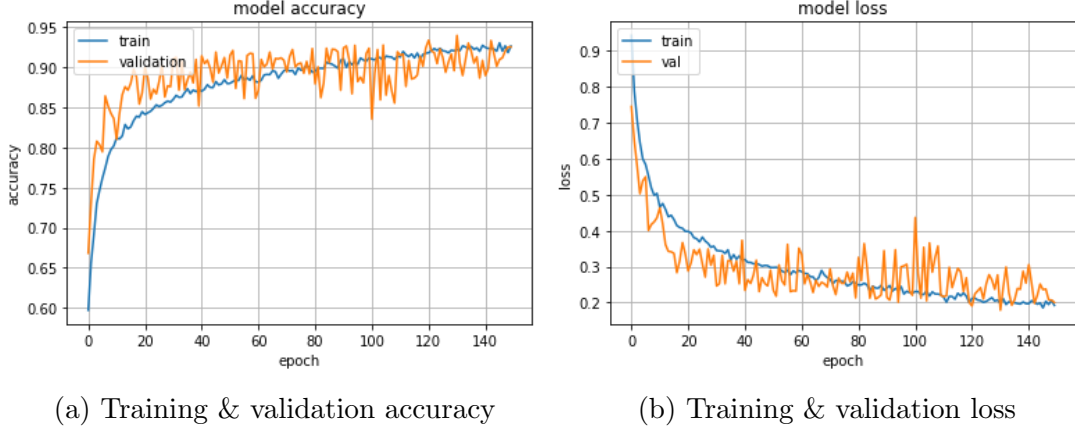 model accuracy
train
validation
0.95
0.90
0.85
0.80
0.75
0.70
0.65
0.60
accuracy
0 20 40 60 80 100 120 140
epoch
(a) Training & validation accuracy
model loss
train
val
0.9
0.8
0.7
0.6
0.5
0.4
0.3
0.2
loss
0 20 40 60 80 100 120 140
epoch
(b) Training & validation loss